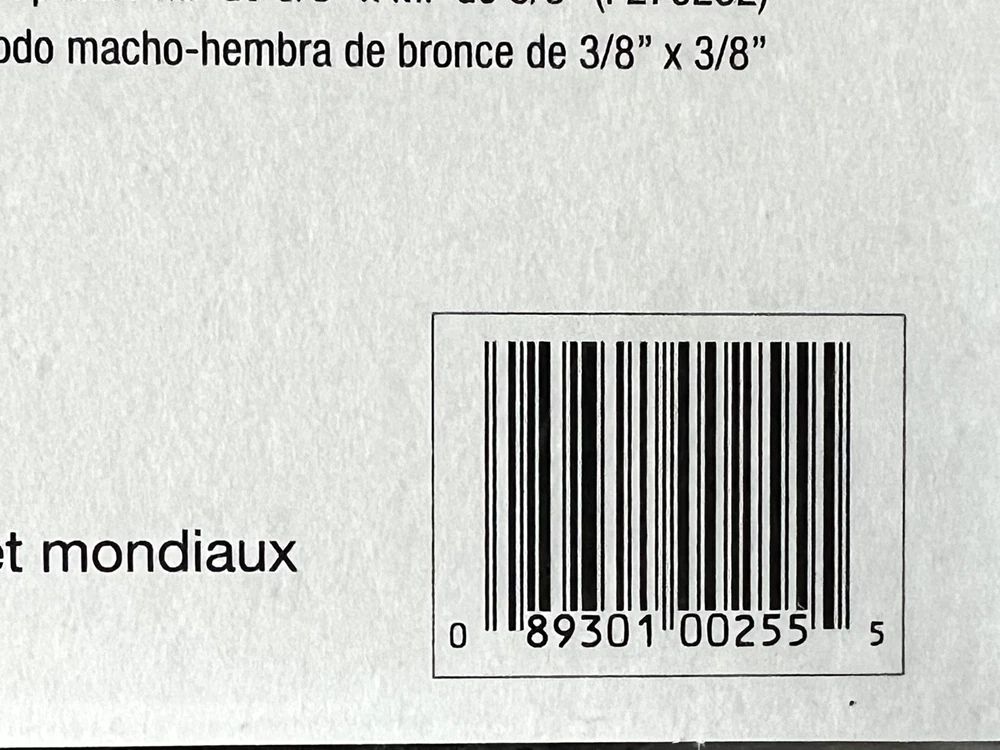 odo macho-hembra de bronce de 3/8” x 3/8”
et mondiaux
0 89301 00255 5